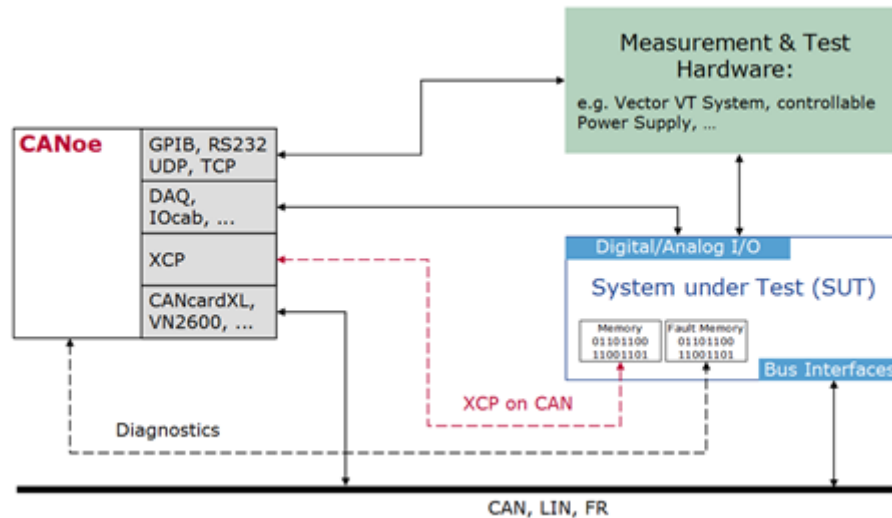 Measurement & Test
Hardware:
e.g. Vector VT System, controllable
Power Supply, ...
CANoe
GPIB, RS232
UDP, TCP
DAQ,
IOcab, ...
XCP
CANcardXL,
VN2600, ...
Digital/Analog I/O
System under Test (SUT)
Memory
01101100
11001101
Fault Memory
01101100
11001101
Bus Interfaces
XCP on CAN
Diagnostics
CAN, LIN, FR